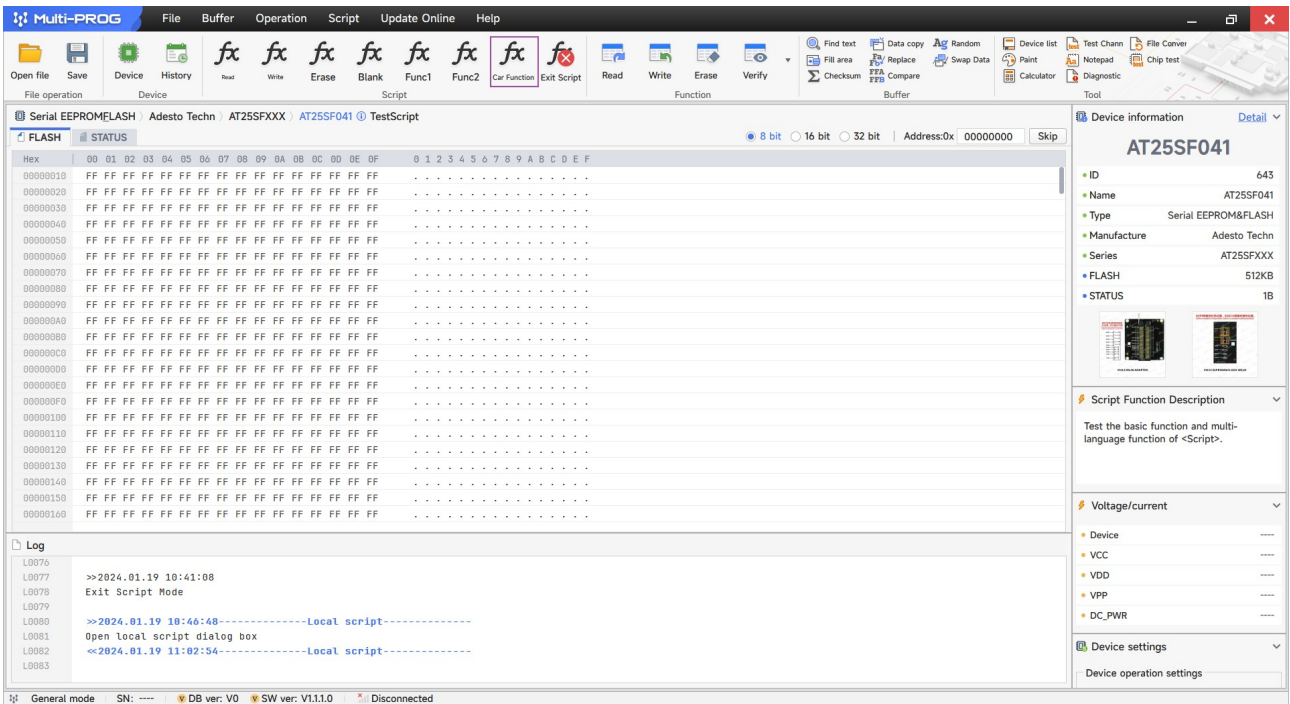 Multi-PROG File Buffer Operation Script Update Online Help
Open file Save Device History Read Write Erase Blank Func1 Func2 Car Function Exit Script Read Write Erase Verify
Find text Data copy Random Device list Test Chann File Conver
Fill area Replace Swap Data Paint Notepad Chip test
Checksum Compare Calculator Diagnostic
File operation Device Script Function Buffer Tool
Serial EEPROM FLASH Adesto Techn AT25SFXXX AT25SF041 TestScript
FLASH STATUS 8 bit 16 bit 32 bit Address:0x 00000000 Skip
Hex 00 01 02 03 04 05 06 07 08 09 0A 0B 0C 0D 0E 0F 0 1 2 3 4 5 6 7 8 9 A B C D E F
00000010 FF FF FF FF FF FF FF FF FF FF FF FF FF FF FF FF . . . . . . . . . . . . . . . .
00000020 FF FF FF FF FF FF FF FF FF FF FF FF FF FF FF FF . . . . . . . . . . . . . . . .
00000030 FF FF FF FF FF FF FF FF FF FF FF FF FF FF FF FF . . . . . . . . . . . . . . . .
00000040 FF FF FF FF FF FF FF FF FF FF FF FF FF FF FF FF . . . . . . . . . . . . . . . .
00000050 FF FF FF FF FF FF FF FF FF FF FF FF FF FF FF FF . . . . . . . . . . . . . . . .
00000060 FF FF FF FF FF FF FF FF FF FF FF FF FF FF FF FF . . . . . . . . . . . . . . . .
00000070 FF FF FF FF FF FF FF FF FF FF FF FF FF FF FF FF . . . . . . . . . . . . . . . .
00000080 FF FF FF FF FF FF FF FF FF FF FF FF FF FF FF FF . . . . . . . . . . . . . . . .
00000090 FF FF FF FF FF FF FF FF FF FF FF FF FF FF FF FF . . . . . . . . . . . . . . . .
000000A0 FF FF FF FF FF FF FF FF FF FF FF FF FF FF FF FF . . . . . . . . . . . . . . . .
000000B0 FF FF FF FF FF FF FF FF FF FF FF FF FF FF FF FF . . . . . . . . . . . . . . . .
000000C0 FF FF FF FF FF FF FF FF FF FF FF FF FF FF FF FF . . . . . . . . . . . . . . . .
000000D0 FF FF FF FF FF FF FF FF FF FF FF FF FF FF FF FF . . . . . . . . . . . . . . . .
000000E0 FF FF FF FF FF FF FF FF FF FF FF FF FF FF FF FF . . . . . . . . . . . . . . . .
000000F0 FF FF FF FF FF FF FF FF FF FF FF FF FF FF FF FF . . . . . . . . . . . . . . . .
00000100 FF FF FF FF FF FF FF FF FF FF FF FF FF FF FF FF . . . . . . . . . . . . . . . .
00000110 FF FF FF FF FF FF FF FF FF FF FF FF FF FF FF FF . . . . . . . . . . . . . . . .
00000120 FF FF FF FF FF FF FF FF FF FF FF FF FF FF FF FF . . . . . . . . . . . . . . . .
00000130 FF FF FF FF FF FF FF FF FF FF FF FF FF FF FF FF . . . . . . . . . . . . . . . .
00000140 FF FF FF FF FF FF FF FF FF FF FF FF FF FF FF FF . . . . . . . . . . . . . . . .
00000150 FF FF FF FF FF FF FF FF FF FF FF FF FF FF FF FF . . . . . . . . . . . . . . . .
00000160 FF FF FF FF FF FF FF FF FF FF FF FF FF FF FF FF . . . . . . . . . . . . . . . .
Log
L0076
L0077 >>2024.01.19 10:41:08
L0078 Exit Script Mode
L0079
L0080 >>2024.01.19 10:46:48--------------Local script--------------
L0081 Open local script dialog box
L0082 <<2024.01.19 11:02:54--------------Local script--------------
L0083
Device information Detail
AT25SF041
ID 643
Name AT25SF041
Type Serial EEPROM&FLASH
Manufacture Adesto Techn
Series AT25SFXXX
FLASH 512KB
STATUS 1B
Script Function Description
Test the basic function and multi-
language function of <Script>.
Voltage/current
Device ----
VCC ----
VDD ----
VPP ----
DC_PWR ----
Device settings
Device operation settings
General mode SN: ---- DB ver: V0 SW ver: V1.1.1.0 Disconnected